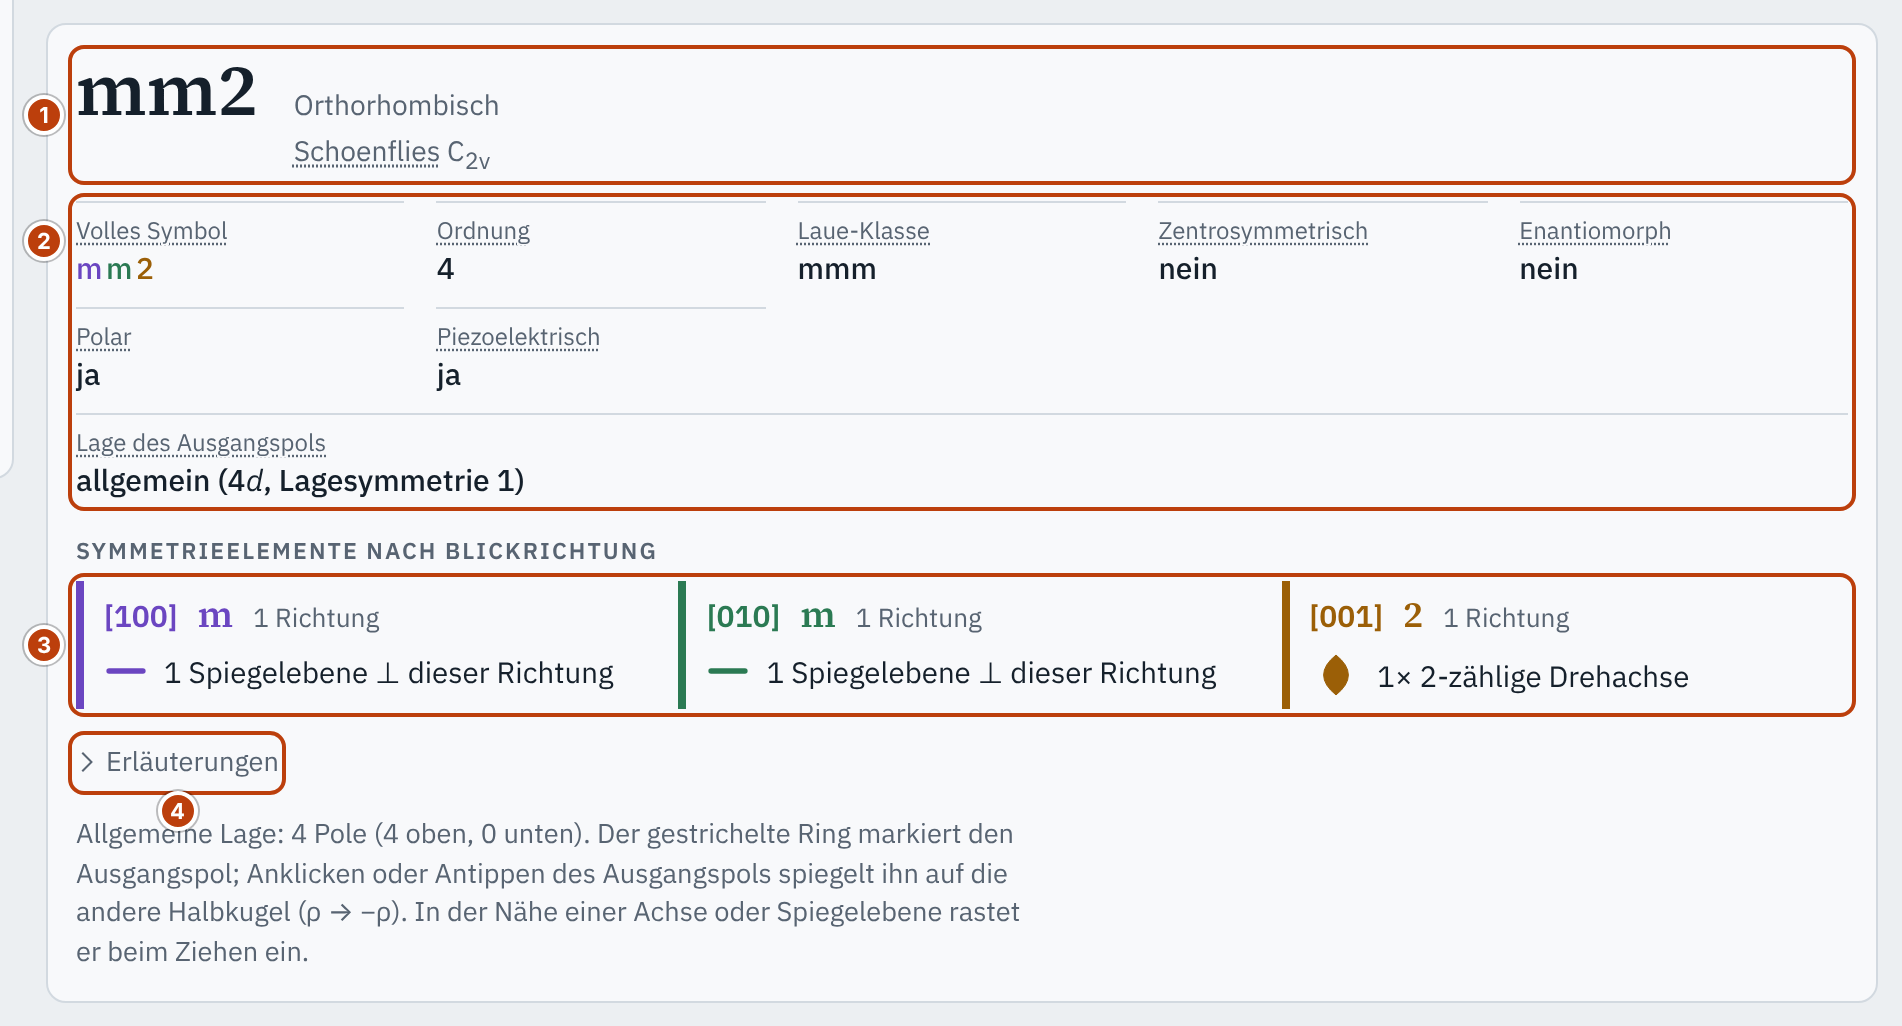 1
mm2
Orthorhombisch
Schoenflies C2v
2
Volles Symbol
Ordnung
Laue-Klasse
Zentrosymmetrisch
Enantiomorph
m m 2
4
mmm
nein
nein
Polar
Piezoelektrisch
ja
ja
Lage des Ausgangspols
allgemein (4d, Lagesymmetrie 1)
SYMMETRIEELEMENTE NACH BLICKRICHTUNG
3
[100] m 1 Richtung
1 Spiegelebene ⊥ dieser Richtung
[010] m 1 Richtung
1 Spiegelebene ⊥ dieser Richtung
[001] 2 1 Richtung
1× 2-zählige Drehachse
Erläuterungen
4
Allgemeine Lage: 4 Pole (4 oben, 0 unten). Der gestrichelte Ring markiert den
Ausgangspol; Anklicken oder Antippen des Ausgangspols spiegelt ihn auf die
andere Halbkugel (ρ → −ρ). In der Nähe einer Achse oder Spiegelebene rastet
er beim Ziehen ein.